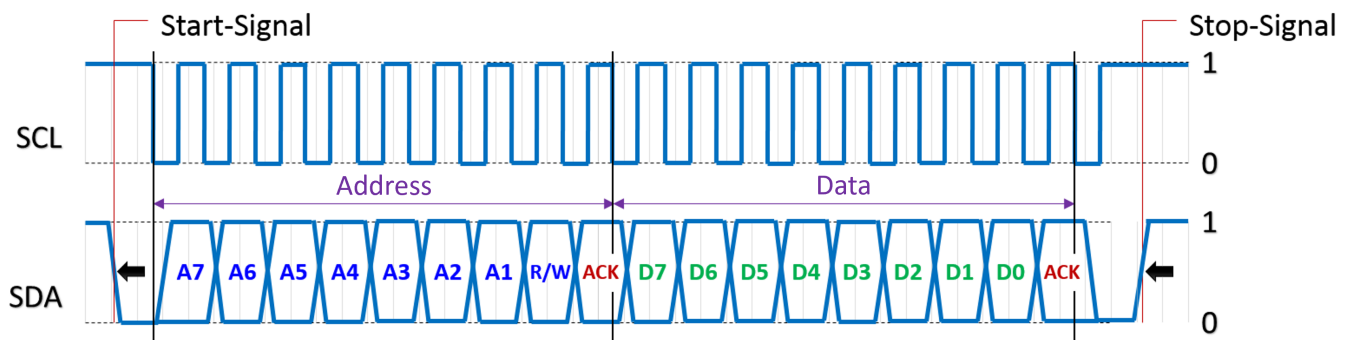 Start-Signal
Stop-Signal
1
SCL
0
Address
Data
1
A7 A6 A5 A4 A3 A2 A1 R/W ACK D7 D6 D5 D4 D3 D2 D1 D0 ACK
SDA
0